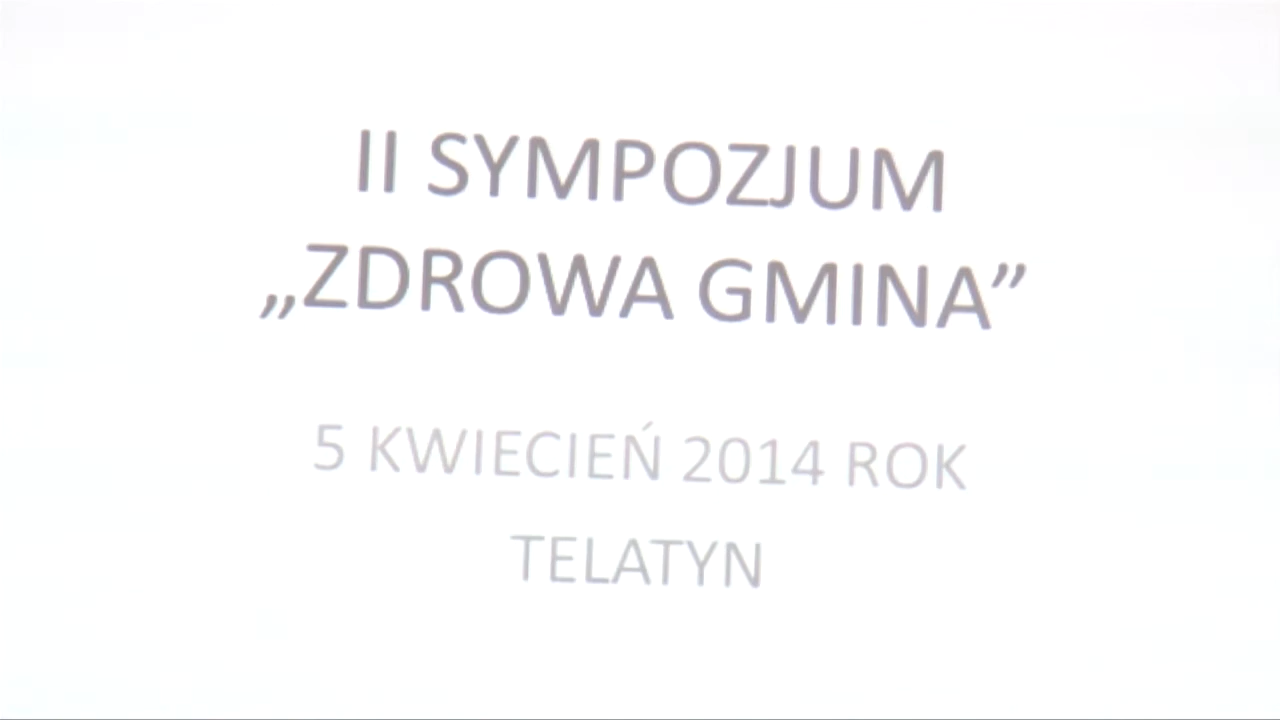 II SYMPOZJUM
„ZDROWA GMINA”
5 KWIECIEŃ 2014 ROK
TELATYN